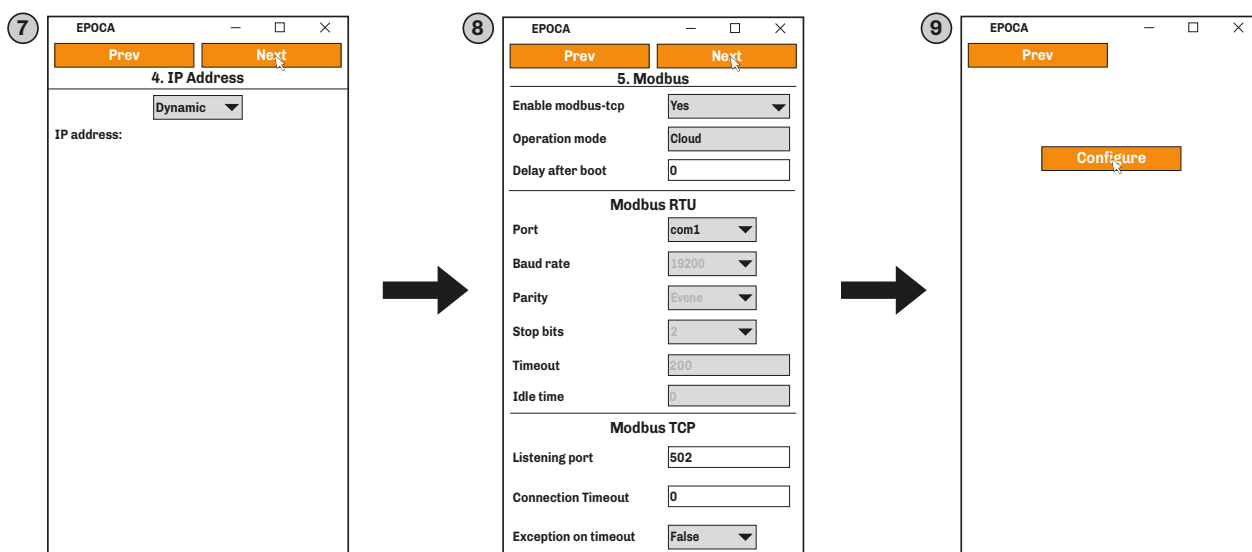 7
EPOCA
Prev Next
4. IP Address
Dynamic
IP address:
8
EPOCA
Prev Next
5. Modbus
Enable modbus-tcp Yes
Operation mode Cloud
Delay after boot 0
Modbus RTU
Port com1
Baud rate 19200
Parity Evene
Stop bits 2
Timeout 200
Idle time 0
Modbus TCP
Listening port 502
Connection Timeout 0
Exception on timeout False
9
EPOCA
Prev
Configure